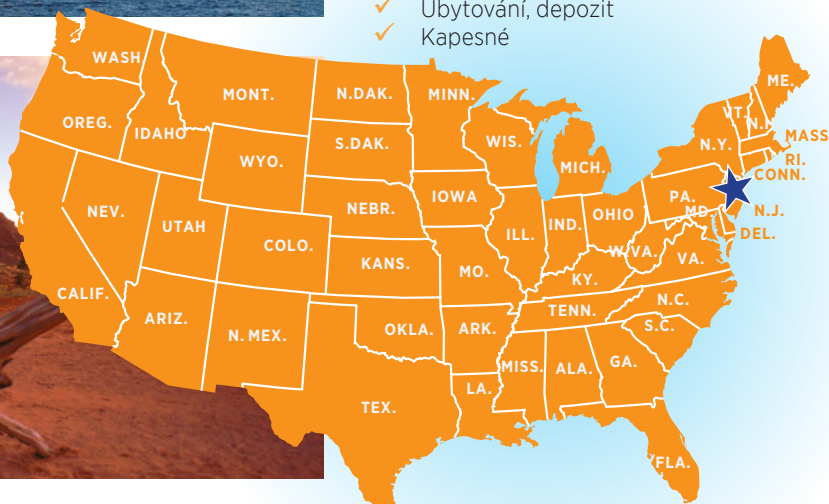 Ubytování, depozit
Kapesné
WASH
MONT.
N.DAK.
MINN.
ME.
OREG.
IDAHO
S.DAK.
WIS.
VT.
N.H
N.Y.
MASS
WYO.
MICH.
RI.
CONN.
NEV.
UTAH
NEBR.
IOWA
PA.
N.J.
ILL.
IND.
OHIO
MD.
DEL.
COLO.
KANS.
MO.
W.VA.
VA.
CALIF.
KY.
ARIZ.
N. MEX.
OKLA.
ARK.
TENN.
N.C.
S.C.
MISS.
ALA.
GA.
TEX.
LA.
FLA.